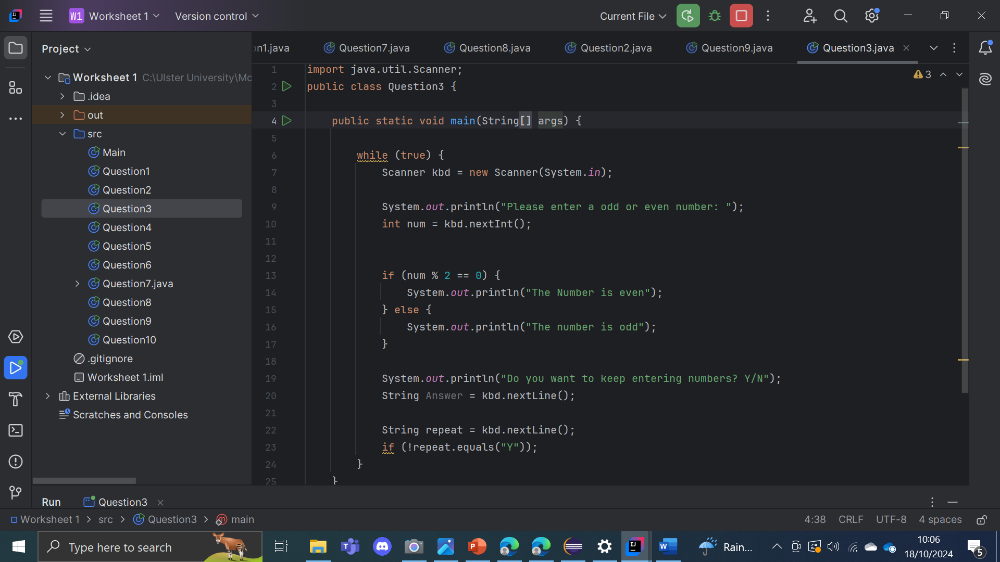 W1 Worksheet 1 Version control Current File
Project
n1.java Question7.java Question8.java Question2.java Question9.java Question3.java
Worksheet 1 C:\Ulster University\Mo
.idea
out
src
Main
Question1
Question2
Question3
Question4
Question5
Question6
Question7.java
Question8
Question9
Question10
.gitignore
Worksheet 1.iml
External Libraries
Scratches and Consoles
3
1 import java.util.Scanner;
2 public class Question3 {
3
4 public static void main(String[] args) {
5
6 while (true) {
7 Scanner kbd = new Scanner(System.in);
8
9 System.out.println("Please enter a odd or even number: ");
10 int num = kbd.nextInt();
11
12
13 if (num % 2 == 0) {
14 System.out.println("The Number is even");
15 } else {
16 System.out.println("The number is odd");
17 }
18
19 System.out.println("Do you want to keep entering numbers? Y/N");
20 String Answer = kbd.nextLine();
21
22 String repeat = kbd.nextLine();
23 if (!repeat.equals("Y"));
24 }
25 }
Run Question3
Worksheet 1 > src > Question3 > main 4:38 CRLF UTF-8 4 spaces
Type here to search
Rain...
10:06
18/10/2024
5